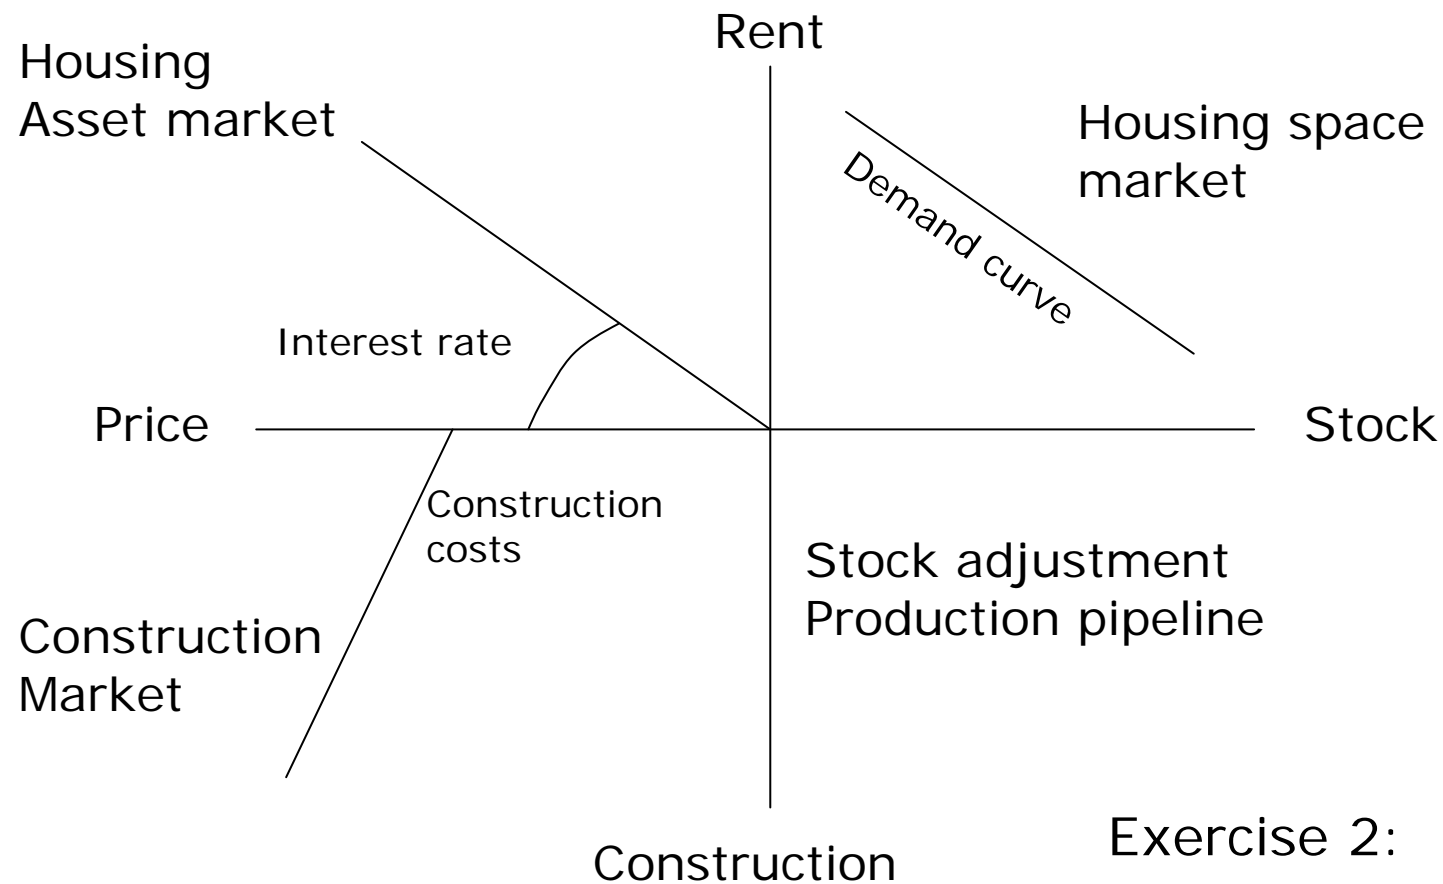 Rent
Housing
Asset market
Housing space
market
Demand curve
Interest rate
Price
Stock
Construction
costs
Stock adjustment
Production pipeline
Construction
Market
Exercise 2:
Construction